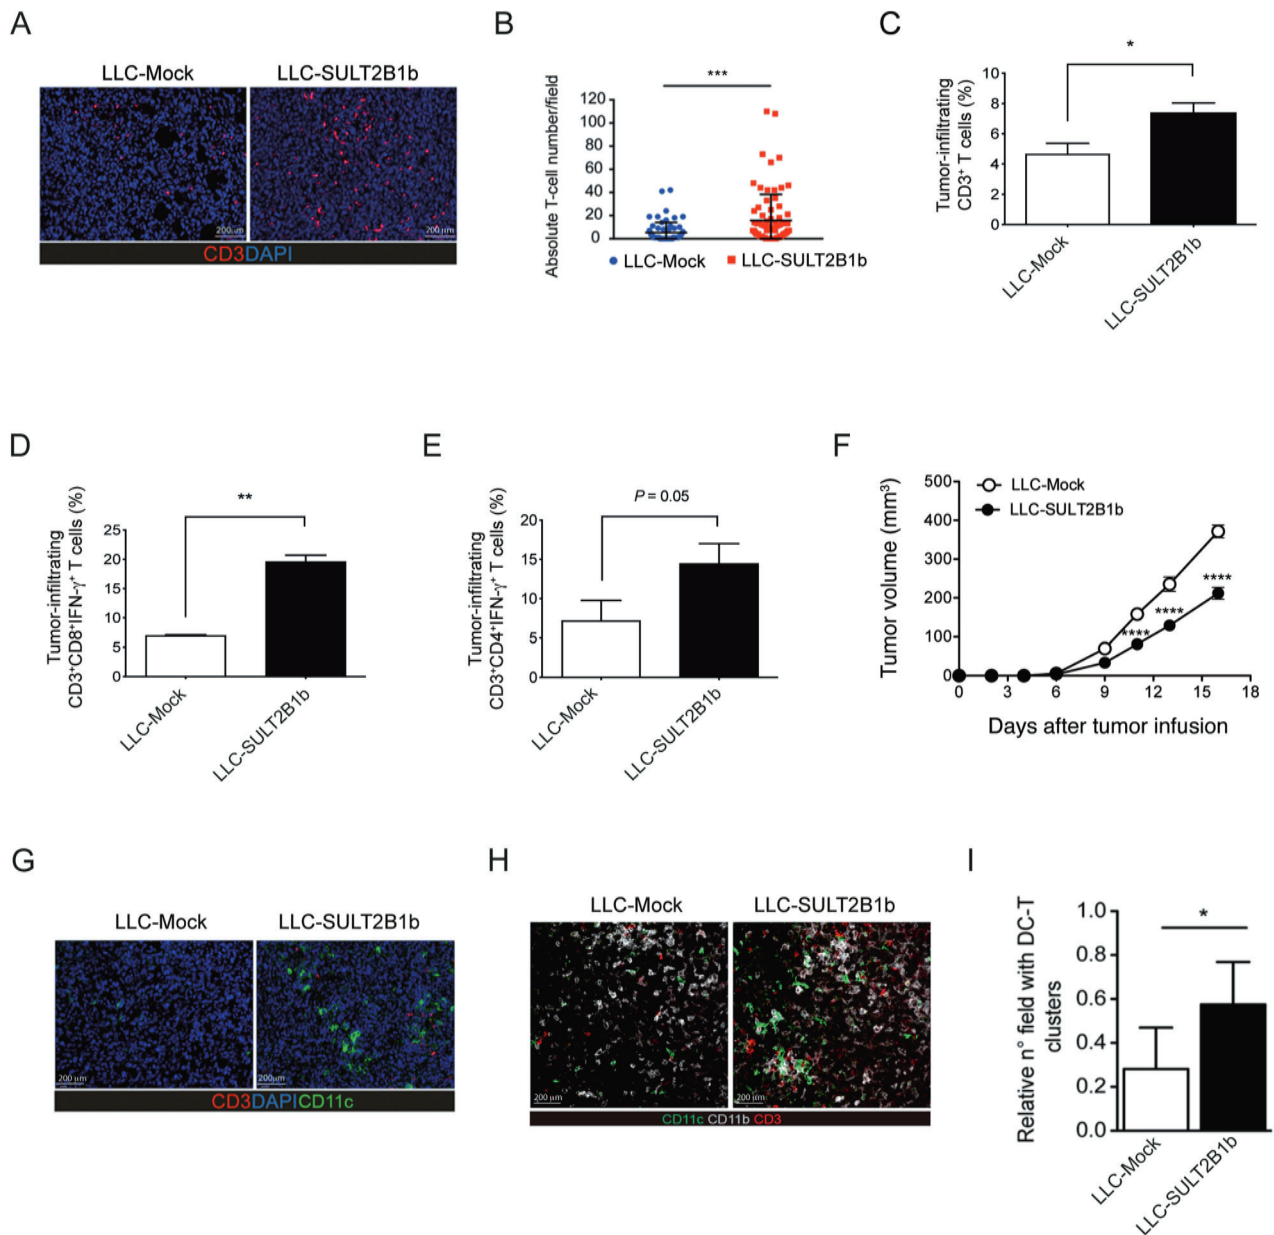 A
LLC-Mock
LLC-SULT2B1b
200 µm
200 µm
CD3DAPI
B
Absolute T-cell number/field
***
120
100
80
60
40
20
0
LLC-Mock
LLC-SULT2B1b
C
Tumor-infiltrating
CD3⁺ T cells (%)
*
10
8
6
4
2
0
LLC-Mock
LLC-SULT2B1b
D
Tumor-infiltrating
CD3⁺CD8⁺IFN-γ⁺ T cells (%)
**
25
20
15
10
5
0
LLC-Mock
LLC-SULT2B1b
E
Tumor-infiltrating
CD3⁺CD4⁺IFN-γ⁺ T cells (%)
P = 0.05
20
15
10
5
0
LLC-Mock
LLC-SULT2B1b
F
Tumor volume (mm³)
500
400
300
200
100
0
LLC-Mock
LLC-SULT2B1b
****
****
****
0 3 6 9 12 15 18
Days after tumor infusion
G
LLC-Mock
LLC-SULT2B1b
200 µm
200 µm
CD3DAPICD11c
H
LLC-Mock
LLC-SULT2B1b
200 µm
200 µm
CD11c CD11b CD3
I
Relative n° field with DC-T
clusters
*
1.0
0.8
0.6
0.4
0.2
0.0
LLC-Mock
LLC-SULT2B1b